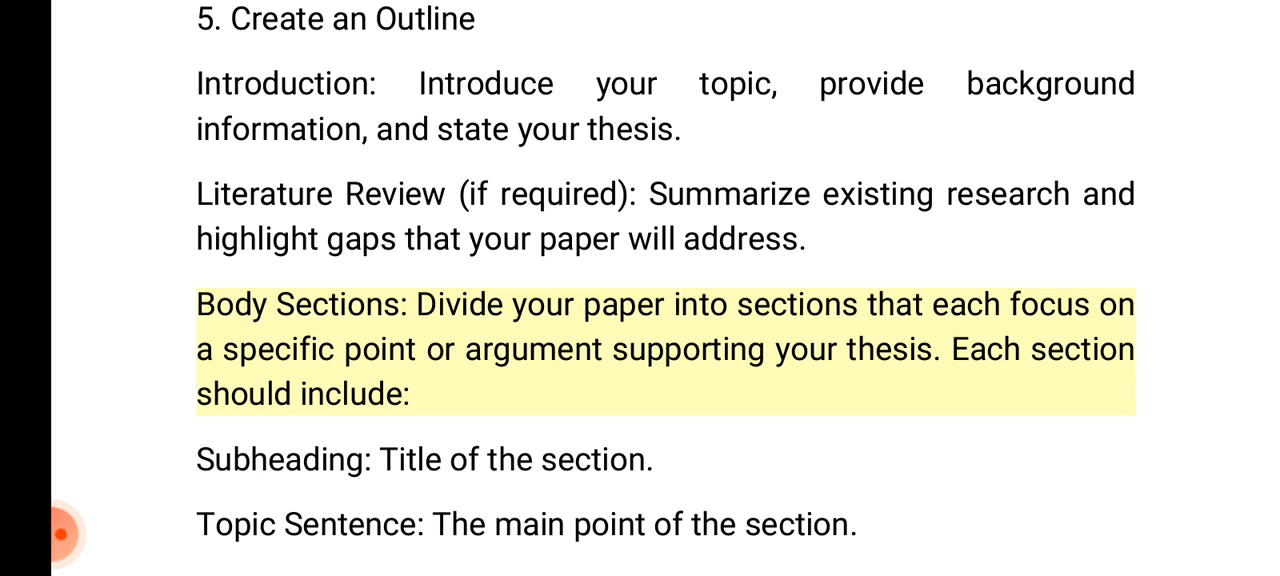 5. Create an Outline
Introduction: Introduce your topic, provide background
information, and state your thesis.
Literature Review (if required): Summarize existing research and
highlight gaps that your paper will address.
Body Sections: Divide your paper into sections that each focus on
a specific point or argument supporting your thesis. Each section
should include:
Subheading: Title of the section.
Topic Sentence: The main point of the section.